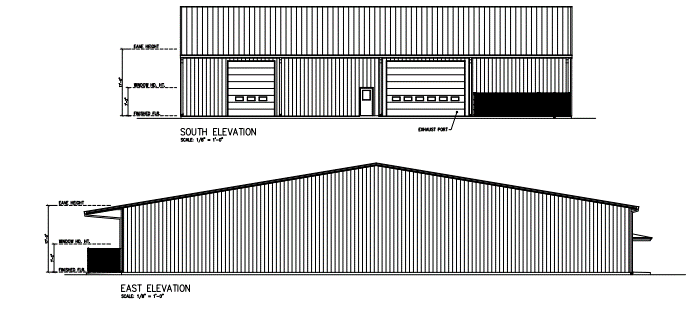 EAVE HEIGHT
WINDOW HD. HT.
FINISHED FLR.
SOUTH ELEVATION
SCALE: 1/8" = 1'-0"
EXHAUST PORT
EAVE HEIGHT
WINDOW HD. HT.
FINISHED FLR.
EAST ELEVATION
SCALE: 1/8" = 1'-0"